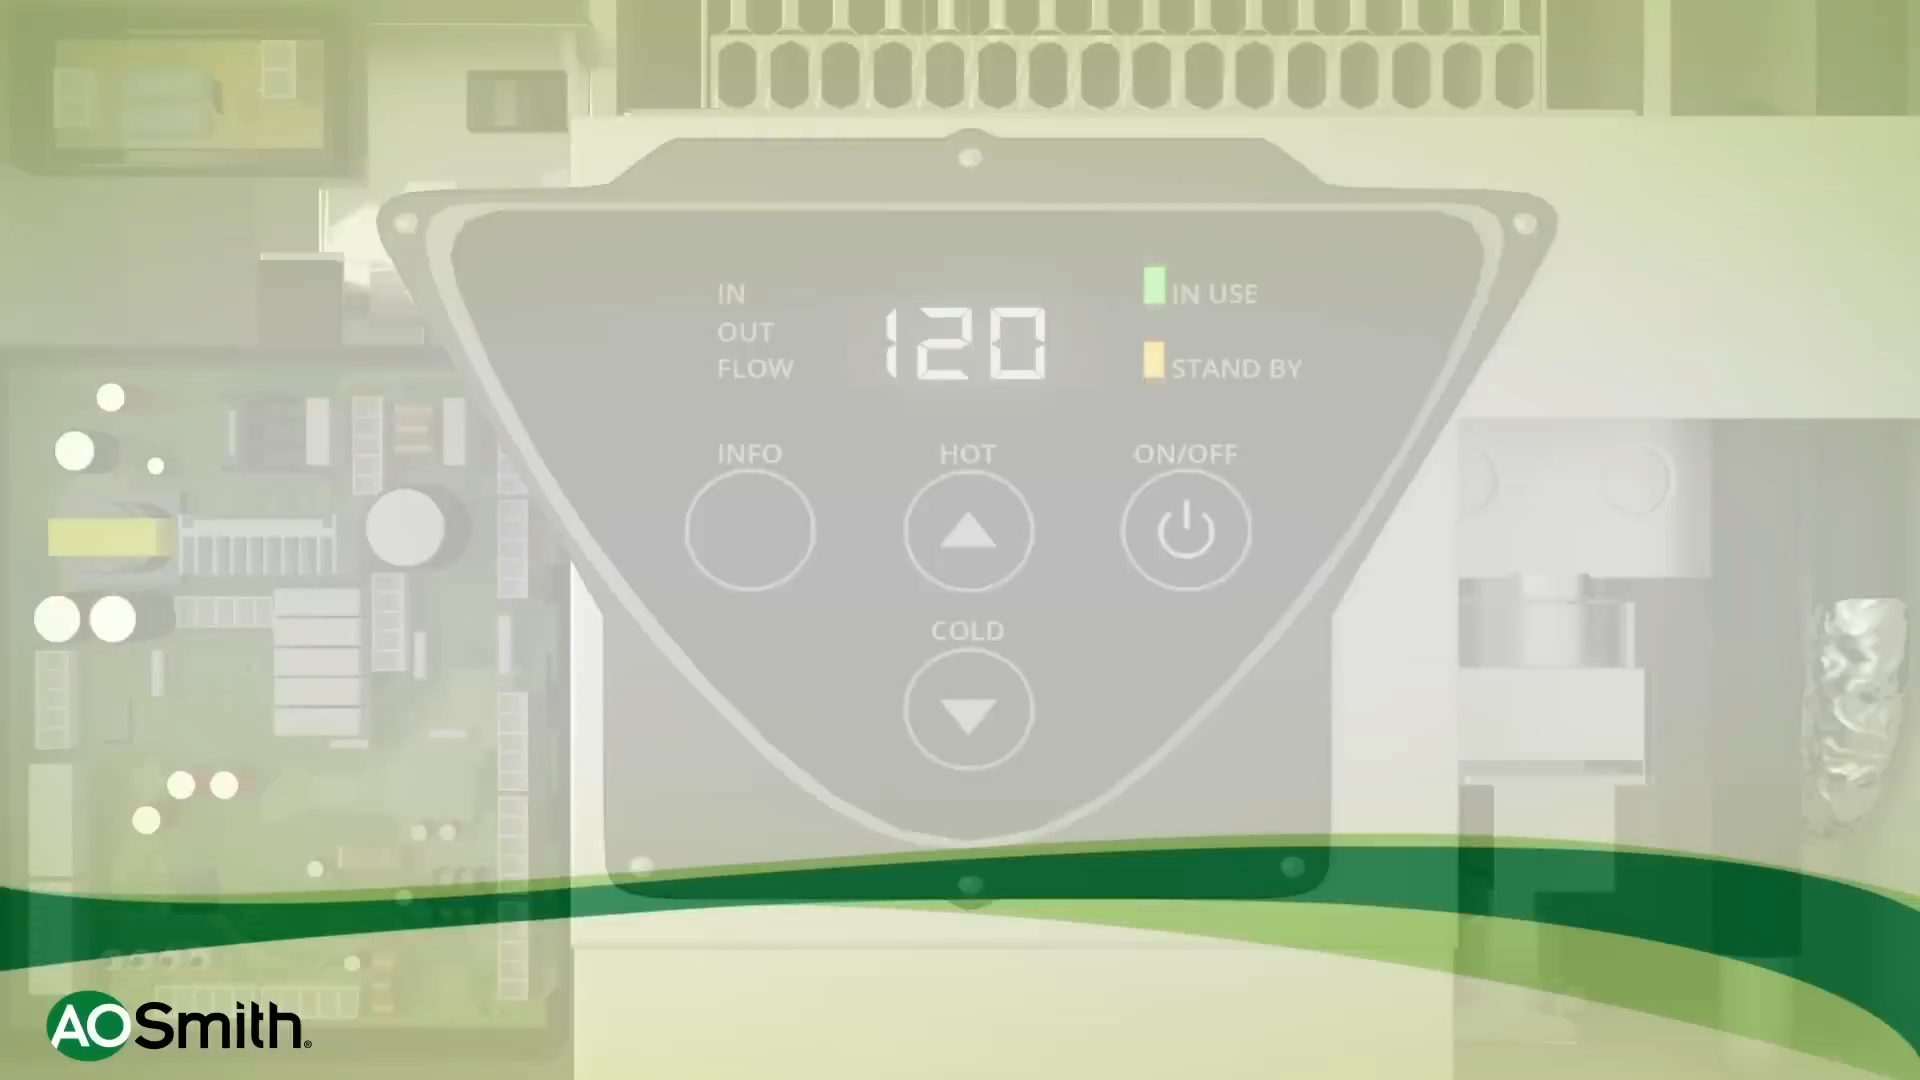 IN
OUT
FLOW
120
IN USE
STAND BY
INFO
HOT
ON/OFF
COLD
AOSmith®